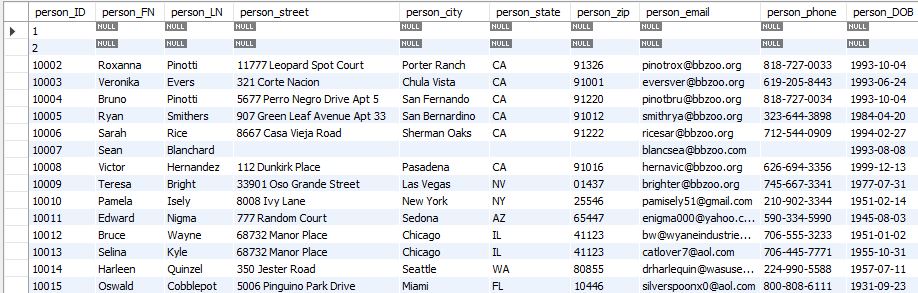 person_ID person_FN person_LN person_street person_city person_state person_zip person_email person_phone person_DOB
1 NULL NULL NULL NULL NULL NULL NULL NULL NULL
2 NULL NULL NULL NULL NULL NULL NULL NULL NULL
10002 Roxanna Pinotti 11777 Leopard Spot Court Porter Ranch CA 91326 pinotrox@bbzoo.org 818-727-0033 1993-10-04
10003 Veronika Evers 321 Corte Nacion Chula Vista CA 91001 eversver@bbzoo.org 619-205-8443 1993-06-24
10004 Bruno Pinotti 5677 Perro Negro Drive Apt 5 San Fernando CA 91220 pinotbru@bbzoo.org 818-727-0034 1993-10-04
10005 Ryan Smithers 907 Green Leaf Avenue Apt 33 San Bernardino CA 91012 smithrya@bbzoo.org 323-644-3898 1984-04-20
10006 Sarah Rice 8667 Casa Vieja Road Sherman Oaks CA 91222 ricesar@bbzoo.org 712-544-0909 1994-02-27
10007 Sean Blanchard blancsea@bbzoo.com 1993-08-08
10008 Victor Hernandez 112 Dunkirk Place Pasadena CA 91016 hernavic@bbzoo.org 626-694-3356 1999-12-13
10009 Teresa Bright 33901 Oso Grande Street Las Vegas NV 01437 brighter@bbzoo.org 745-667-3341 1977-07-31
10010 Pamela Isely 8008 Ivy Lane New York NY 25546 pamisely51@gmail.com 210-902-3344 1951-02-14
10011 Edward Nigma 777 Random Court Sedona AZ 65447 enigma000@yahoo.c... 590-334-5990 1945-08-03
10012 Bruce Wayne 68732 Manor Place Chicago IL 41123 bw@wyaneindustrie... 706-555-3233 1951-01-02
10013 Selina Kyle 68732 Manor Place Chicago IL 41123 catlover7@aol.com 706-445-7771 1955-10-31
10014 Harleen Quinzel 350 Jester Road Seattle WA 80855 drharlequin@wasuse... 224-990-5588 1957-07-11
10015 Oswald Cobblepot 5006 Pinguino Park Drive Miami FL 10446 silverspoonx0@aol.com 800-808-6111 1931-09-23